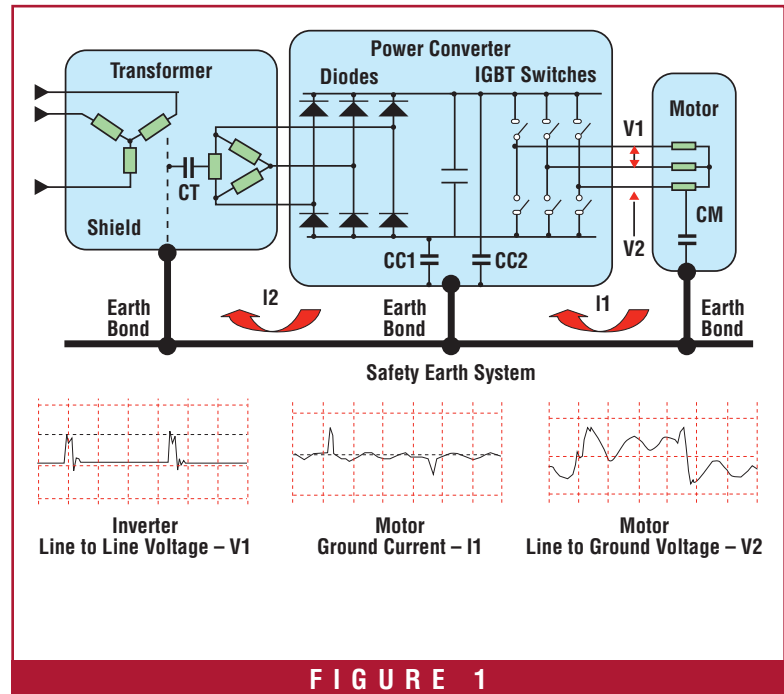 Power Converter
Transformer
Diodes
IGBT Switches
Motor
V1
CT
CM
Shield
V2
CC1
CC2
Earth
Bond
I2
Earth
Bond
I1
Earth
Bond
Safety Earth System
Inverter
Line to Line Voltage – V1
Motor
Ground Current – I1
Motor
Line to Ground Voltage – V2
FIGURE 1